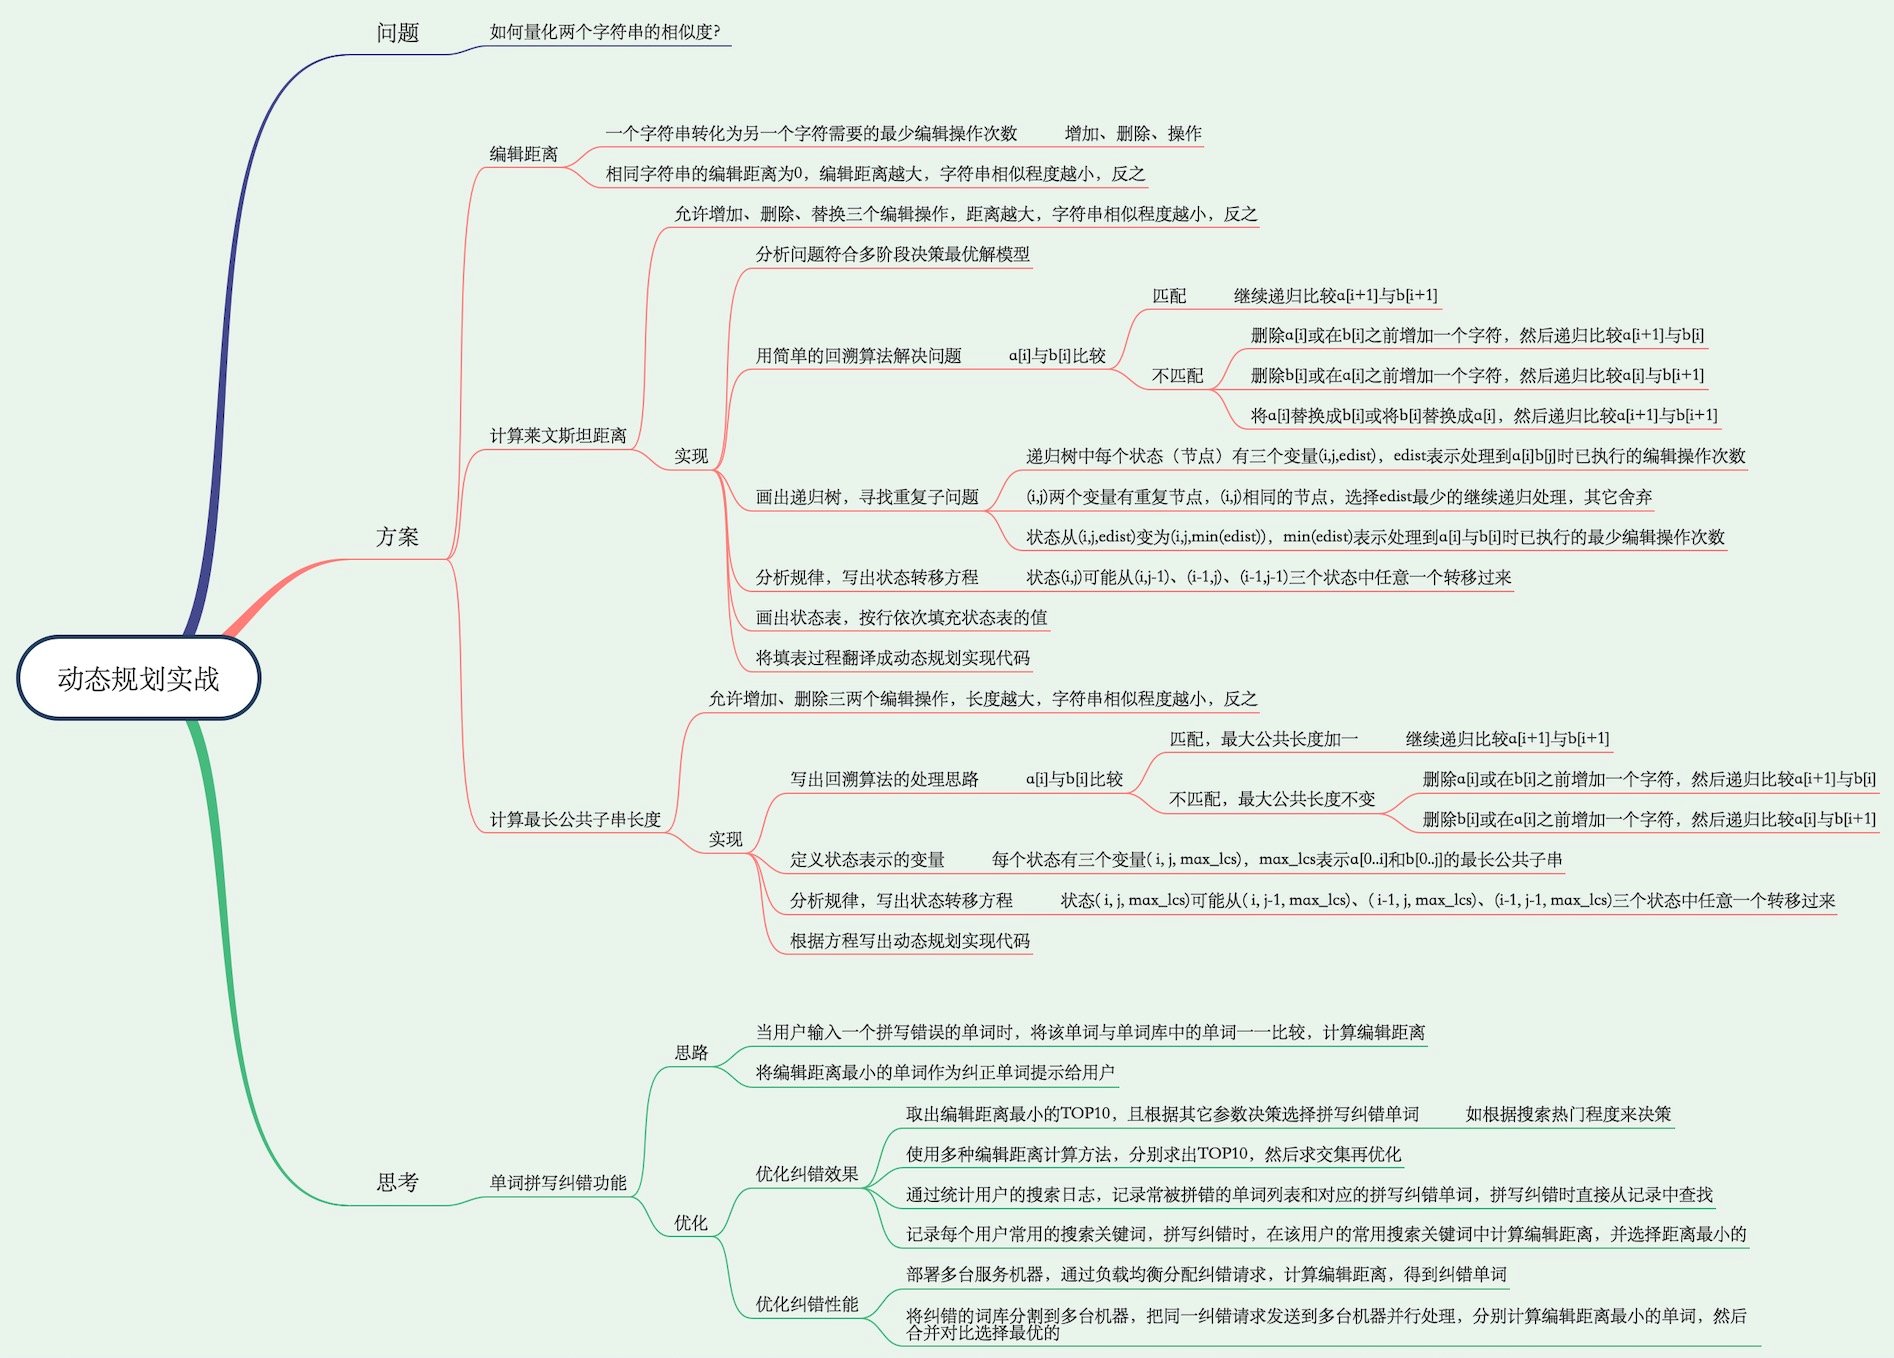 动态规划实战
问题
如何量化两个字符串的相似度?
方案
编辑距离
一个字符串转化为另一个字符需要的最少编辑操作次数
增加、删除、操作
相同字符串的编辑距离为0，编辑距离越大，字符串相似程度越小，反之
计算莱文斯坦距离
允许增加、删除、替换三个编辑操作，距离越大，字符串相似程度越小，反之
实现
分析问题符合多阶段决策最优解模型
用简单的回溯算法解决问题
a[i]与b[i]比较
匹配
继续递归比较a[i+1]与b[i+1]
不匹配
删除a[i]或在b[i]之前增加一个字符，然后递归比较a[i+1]与b[i]
删除b[i]或在a[i]之前增加一个字符，然后递归比较a[i]与b[i+1]
将a[i]替换成b[i]或将b[i]替换成a[i]，然后递归比较a[i+1]与b[i+1]
画出递归树，寻找重复子问题
递归树中每个状态（节点）有三个变量(i,j,edist)，edist表示处理到a[i]b[j]时已执行的编辑操作次数
(i,j)两个变量有重复节点，(i,j)相同的节点，选择edist最少的继续递归处理，其它舍弃
状态从(i,j,edist)变为(i,j,min(edist))，min(edist)表示处理到a[i]与b[i]时已执行的最少编辑操作次数
分析规律，写出状态转移方程
状态(i,j)可能从(i,j-1)、(i-1,j)、(i-1,j-1)三个状态中任意一个转移过来
画出状态表，按行依次填充状态表的值
将填表过程翻译成动态规划实现代码
计算最长公共子串长度
允许增加、删除三两个编辑操作，长度越大，字符串相似程度越小，反之
实现
写出回溯算法的处理思路
a[i]与b[i]比较
匹配，最大公共长度加一
继续递归比较a[i+1]与b[i+1]
不匹配，最大公共长度不变
删除a[i]或在b[i]之前增加一个字符，然后递归比较a[i+1]与b[i]
删除b[i]或在a[i]之前增加一个字符，然后递归比较a[i]与b[i+1]
定义状态表示的变量
每个状态有三个变量( i, j, max_lcs)，max_lcs表示a[0..i]和b[0..j]的最长公共子串
分析规律，写出状态转移方程
状态( i, j, max_lcs)可能从( i, j-1, max_lcs)、( i-1, j, max_lcs)、(i-1, j-1, max_lcs)三个状态中任意一个转移过来
根据方程写出动态规划实现代码
思考
单词拼写纠错功能
思路
当用户输入一个拼写错误的单词时，将该单词与单词库中的单词一一比较，计算编辑距离
将编辑距离最小的单词作为纠正单词提示给用户
优化
优化纠错效果
取出编辑距离最小的TOP10，且根据其它参数决策选择拼写纠错单词
如根据搜索热门程度来决策
使用多种编辑距离计算方法，分别求出TOP10，然后求交集再优化
通过统计用户的搜索日志，记录常被拼错的单词列表和对应的拼写纠错单词，拼写纠错时直接从记录中查找
记录每个用户常用的搜索关键词，拼写纠错时，在该用户的常用搜索关键词中计算编辑距离，并选择距离最小的
优化纠错性能
部署多台服务机器，通过负载均衡分配纠错请求，计算编辑距离，得到纠错单词
将纠错的词库分割到多台机器，把同一纠错请求发送到多台机器并行处理，分别计算编辑距离最小的单词，然后
合并对比选择最优的